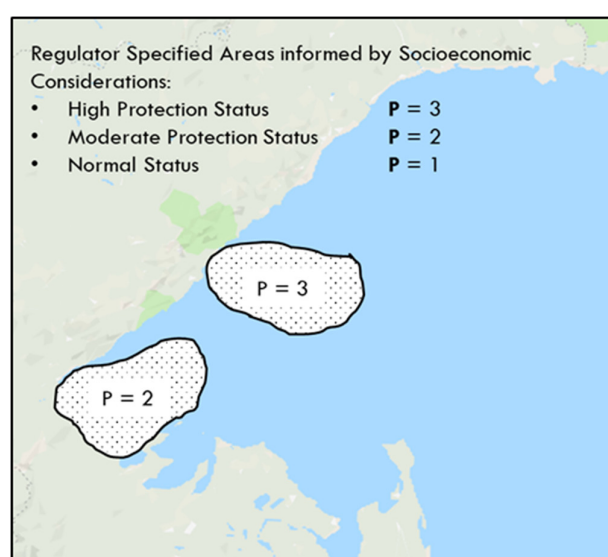 Regulator Specified Areas informed by Socioeconomic
Considerations:
• High Protection Status P = 3
• Moderate Protection Status P = 2
• Normal Status P = 1
P = 3
P = 2